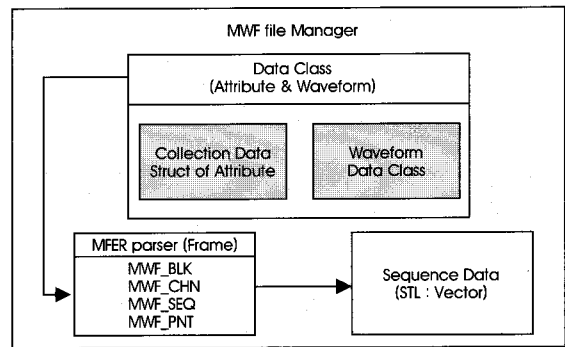 MWF file Manager
Data Class
(Attribute & Waveform)
Collection Data
Struct of Attribute
Waveform
Data Class
MFER parser (Frame)
MWF_BLK
MWF_CHN
MWF_SEQ
MWF_PNT
Sequence Data
(STL : Vector)